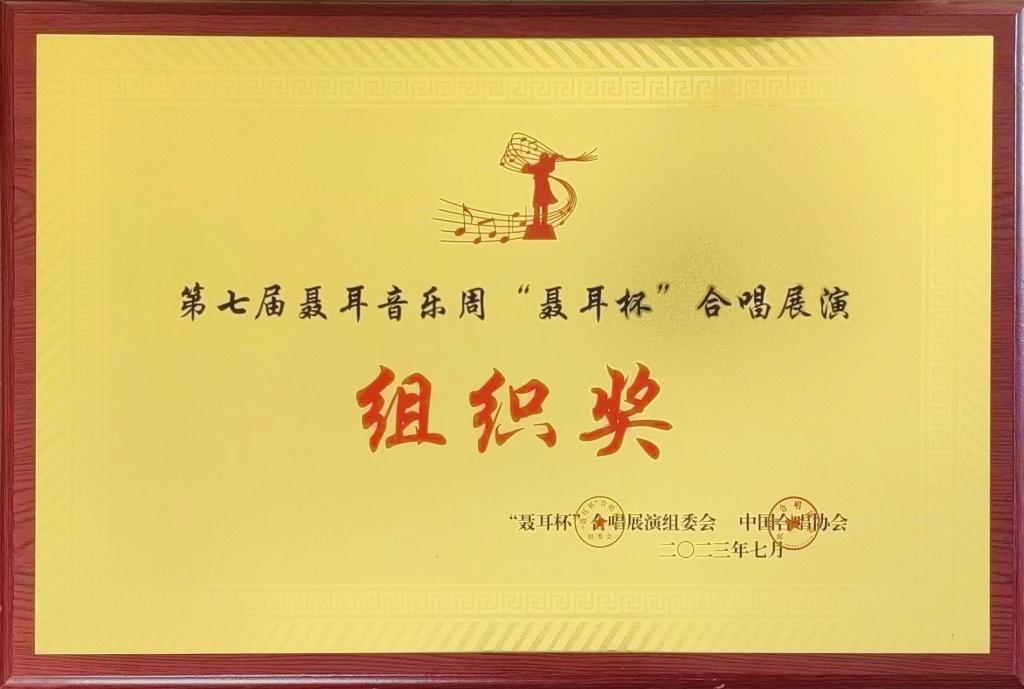 第七届聂耳音乐周“聂耳杯”合唱展演
组织奖
“聂耳杯”合唱展演组委会 中国合唱协会
二〇二三年七月